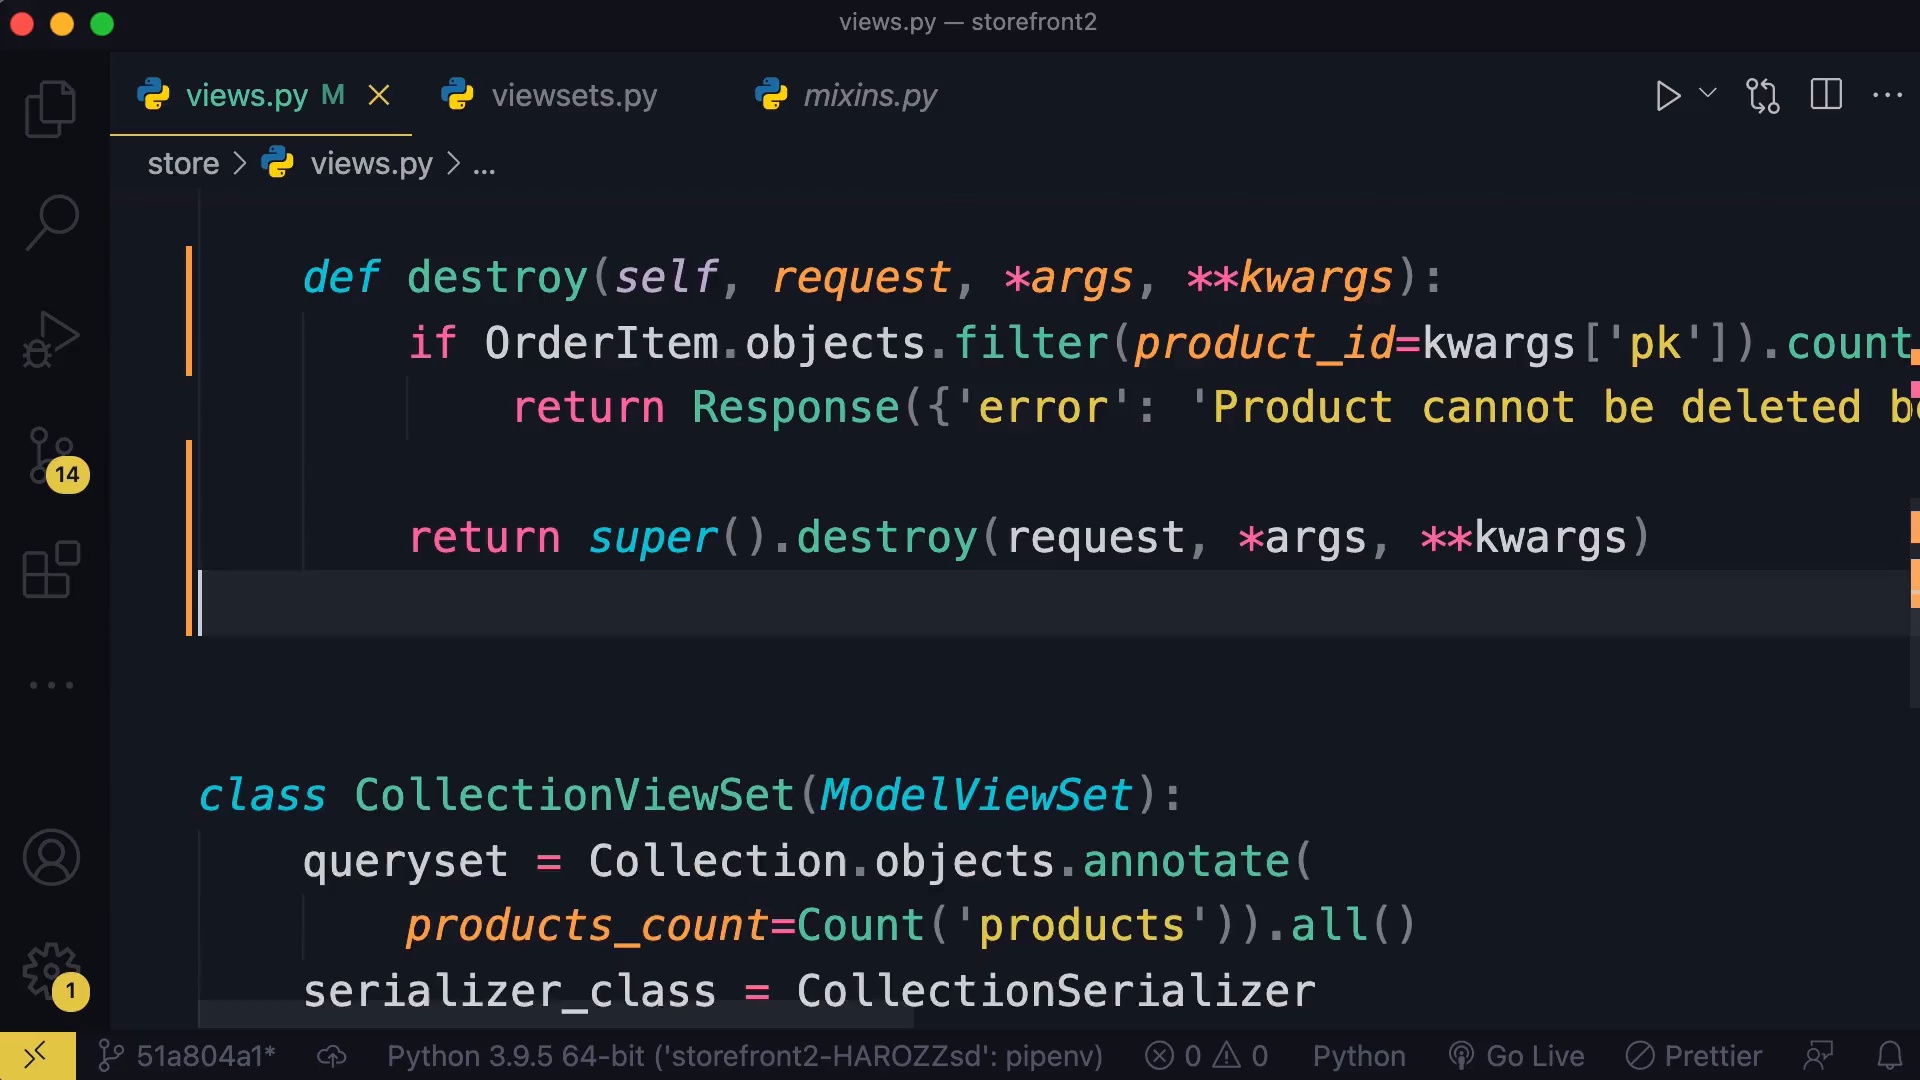 views.py — storefront2
views.py M
viewsets.py
mixins.py
store > views.py > ...
def destroy(self, request, *args, **kwargs):
if OrderItem.objects.filter(product_id=kwargs['pk']).count
return Response({'error': 'Product cannot be deleted
return super().destroy(request, *args, **kwargs)
class CollectionViewSet(ModelViewSet):
queryset = Collection.objects.annotate(
products_count=Count('products')).all()
serializer_class = CollectionSerializer
14
1
51a804a1* Python 3.9.5 64-bit ('storefront2-HAROZZsd': pipenv) 0 0 Python Go Live Prettier